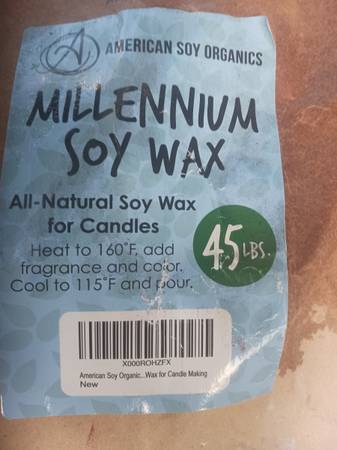 A
AMERICAN SOY ORGANICS
MILLENNIUM
SOY WAX
All-Natural Soy Wax
for Candles
45 LBS.
Heat to 160°F, add
fragrance and color.
Cool to 115°F and pour.
X000ROHZFX
American Soy Organic...Wax for Candle Making
New